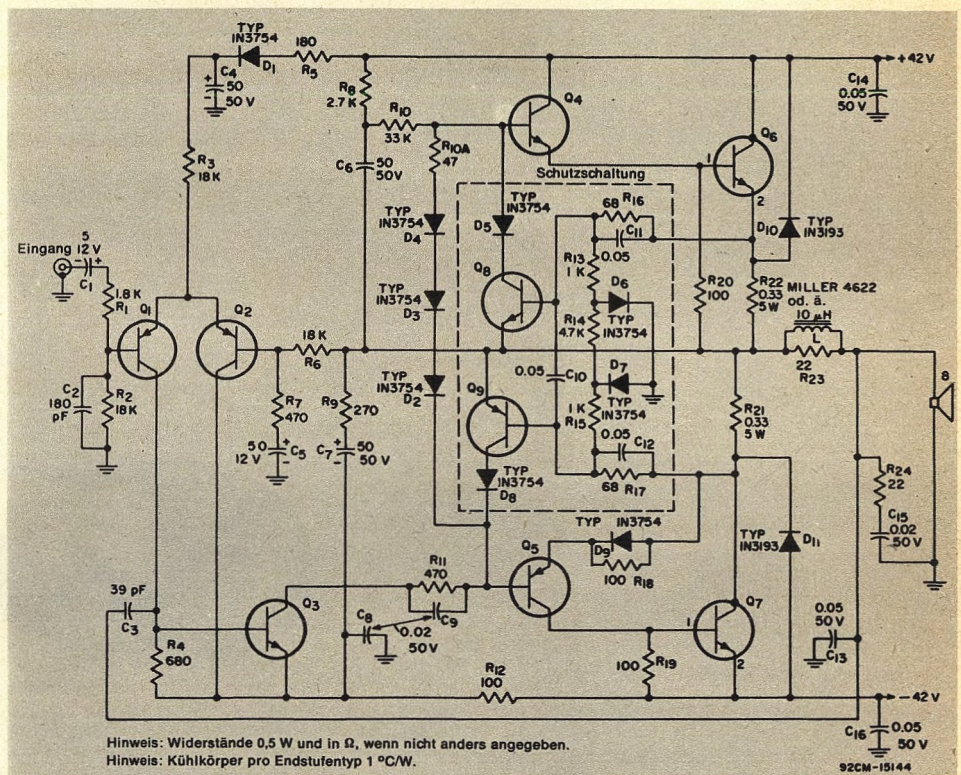 TYP
1N3754
D1
180
R5
C4
50
50 V
R8
2.7 K
R10
33 K
R10A
47
C6
50
50V
Q4
+42V
C14
0.05
50 V
Q6
1
2
R3
18K
Schutzschaltung
TYP
1N3754
D4
TYP
1N3754
D5
68 R16
C11
0.05
D10
TYP
1N3193
Eingang
5
12 V
C1
1.8 K
R1
Q1
Q2
TYP
1N3754
D3
Q8
R13
1 K
D6
TYP
1N3754
R14
4.7K
R20
100
R22
0.33
5 W
MILLER 4622
od. ä.
10 µH
L
22
R23
18 K
R6
C2
180
pF
R2
18K
R7
470
R9
270
50
12 V
C5
C7
50
50 V
TYP
1N3754
D2
Q9
0.05
C10
D7
TYP
1N3754
1 K
R15
0.05
C12
68 R17
R21
0.33
5 W
8
R24
22
C15
0.02
50 V
TYP
1N3754
D8
TYP 1N3754
D9
100 R18
TYP
1N3193
D11
39 pF
C3
R4
680
Q3
R11
470
C8
C9
0.02
50 V
Q5
Q7
1
2
100
R19
R12
100
0.05
50 V
C13
-42 V
C16
0.05
50 V
Hinweis: Widerstände 0,5 W und in Ω, wenn nicht anders angegeben.
Hinweis: Kühlkörper pro Endstufentyp 1 °C/W.
92CM-15144